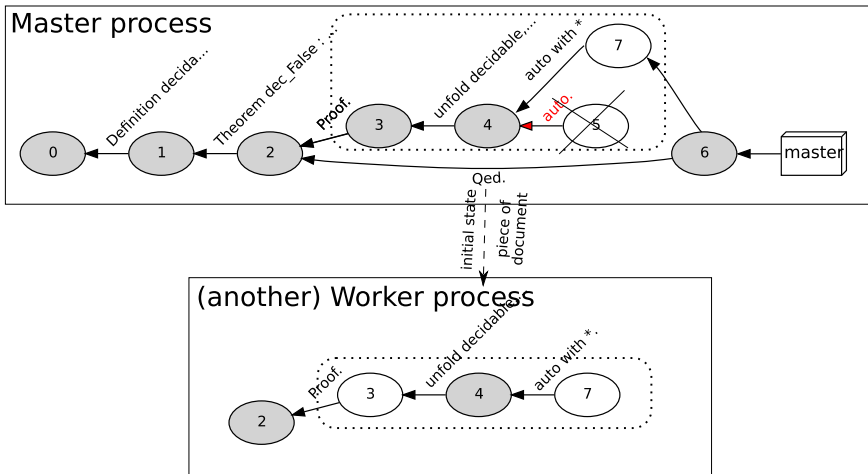 Master process
Definition decida...
Theorem dec_False : ..
Proof.
unfold decidable,...
auto with *
auto.
7
0
1
2
3
4
5
6
master
Qed.
initial state
piece of
document
(another) Worker process
Proof.
unfold decidable,..
auto with *.
2
3
4
7